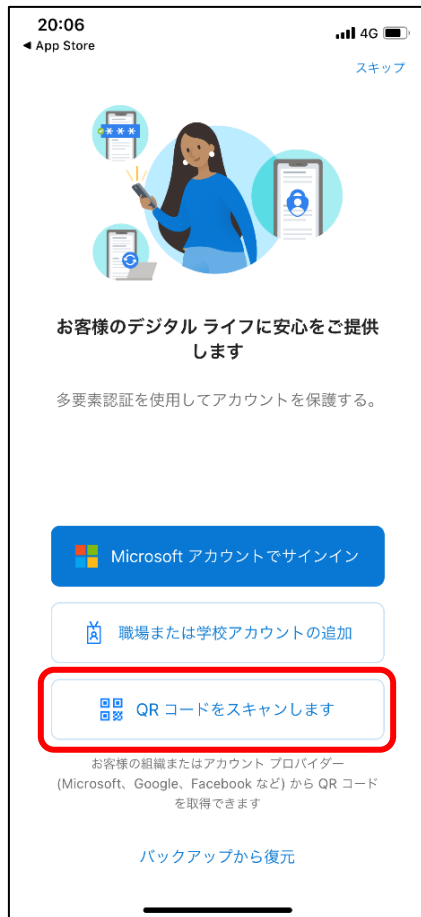 20:06
4G
◀ App Store
スキップ
***
お客様のデジタル ライフに安心をご提供
します
多要素認証を使用してアカウントを保護する。
Microsoft アカウントでサインイン
職場または学校アカウントの追加
QR コードをスキャンします
お客様の組織またはアカウント プロバイダー
(Microsoft、Google、Facebook など) から QR コード
を取得できます
バックアップから復元